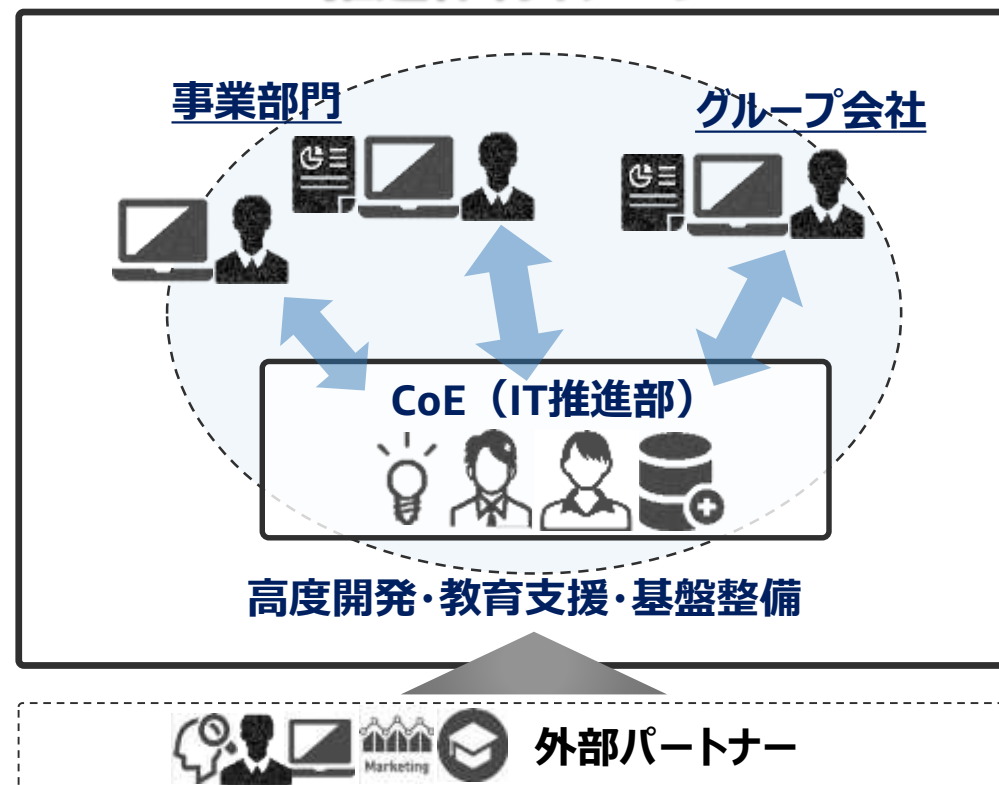 事業部門
グループ会社
CoE（IT推進部）
高度開発･教育支援･基盤整備
外部パートナー
Marketing